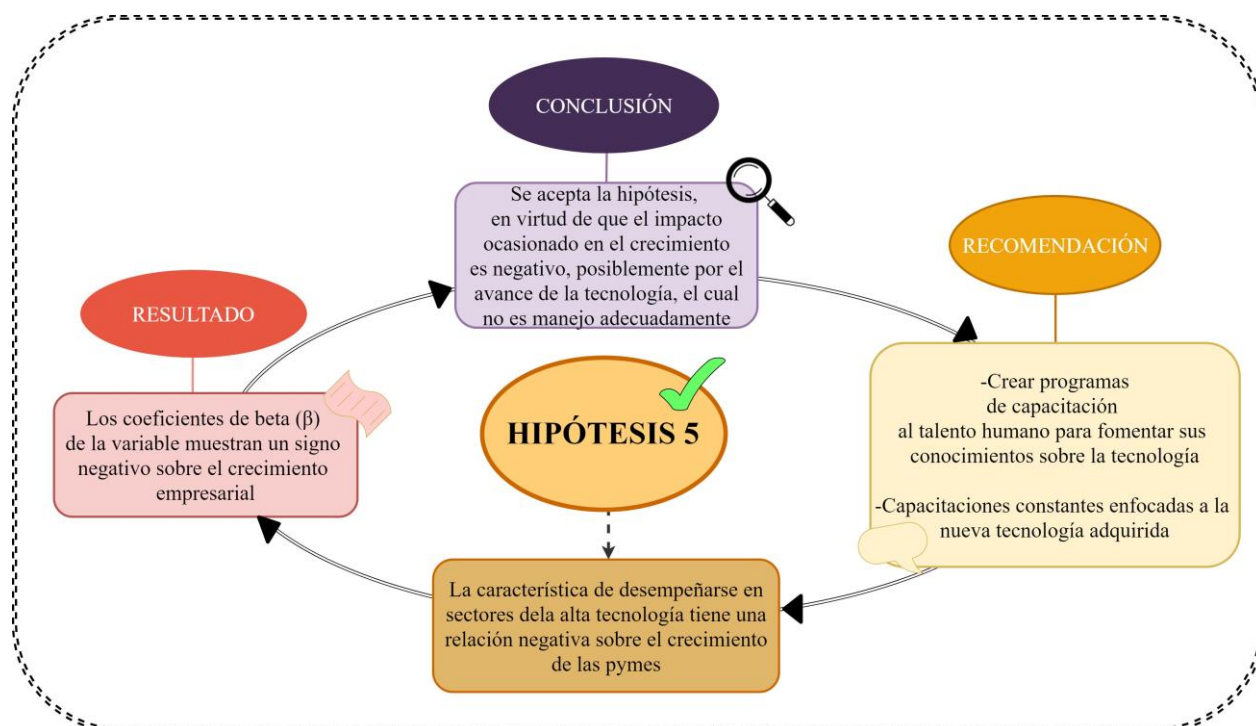 CONCLUSIÓN
Se acepta la hipótesis,
en virtud de que el impacto
ocasionado en el crecimiento
es negativo, posiblemente por el
avance de la tecnología, el cual
no es manejo adecuadamente
RECOMENDACIÓN
-Crear programas
de capacitación
al talento humano para fomentar sus
conocimientos sobre la tecnología
-Capacitaciones constantes enfocadas a la
nueva tecnología adquirida
RESULTADO
Los coeficientes de beta (β)
de la variable muestran un signo
negativo sobre el crecimiento
empresarial
HIPÓTESIS 5
La característica de desempeñarse en
sectores dela alta tecnología tiene una
relación negativa sobre el crecimiento
de las pymes